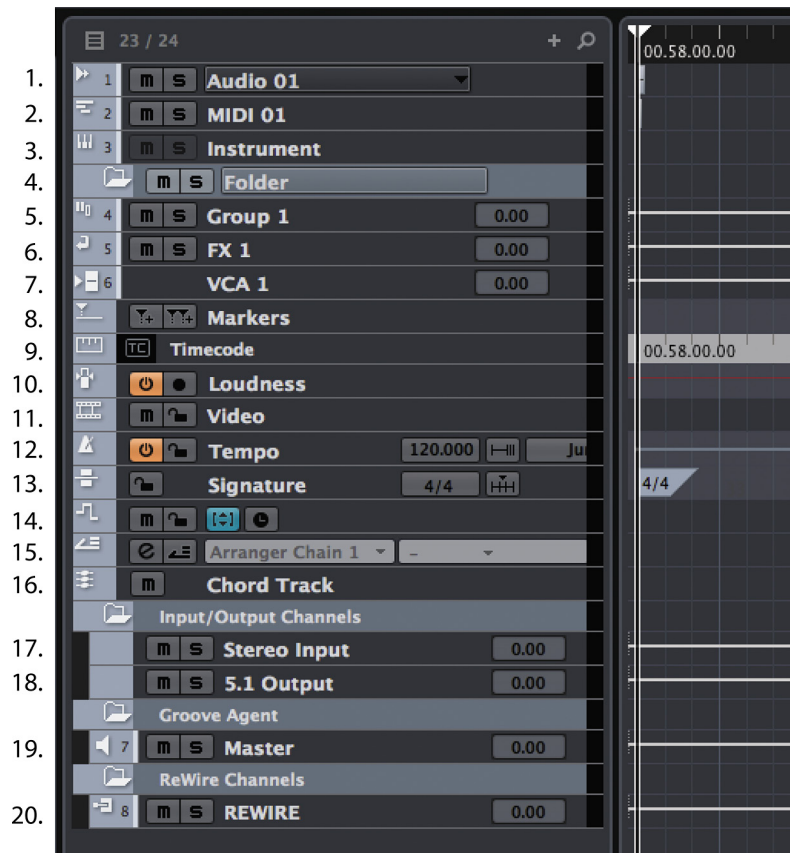 23 / 24 +
00.58.00.00
1. 1 m S Audio 01
2. 2 m S MIDI 01
3. 3 m S Instrument
4. m S Folder
5. 4 m S Group 1 0.00
6. 5 m S FX 1 0.00
7. 6 VCA 1 0.00
8. Markers
9. TC Timecode 00.58.00.00
10. Loudness
11. m Video
12. Tempo 120.000 Ju
13. Signature 4/4 4/4
14. m
15. e Arranger Chain 1 –
16. m Chord Track
Input/Output Channels
17. m S Stereo Input 0.00
18. m S 5.1 Output 0.00
Groove Agent
19. 7 m S Master 0.00
ReWire Channels
20. 8 m S REWIRE 0.00